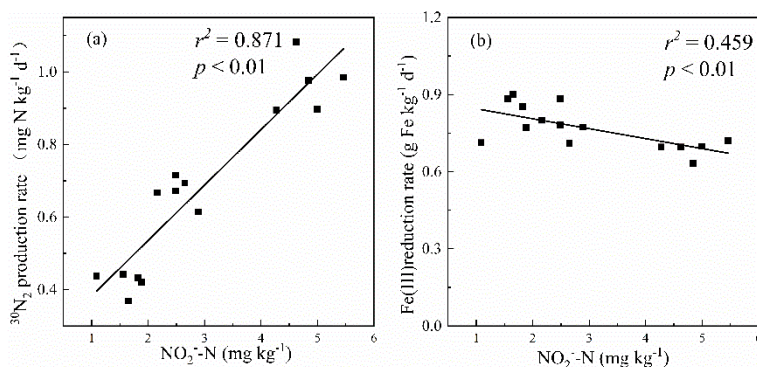 (a)
r² = 0.871
p < 0.01
³⁰N₂ production rate (mg N kg⁻¹ d⁻¹)
1.0
0.8
0.6
0.4
1 2 3 4 5 6
NO₂⁻-N (mg kg⁻¹)
(b)
r² = 0.459
p < 0.01
Fe(III)reduction rate (g Fe kg⁻¹ d⁻¹)
1.2
0.9
0.6
0.3
0.0
1 2 3 4 5 6
NO₂⁻-N (mg kg⁻¹)